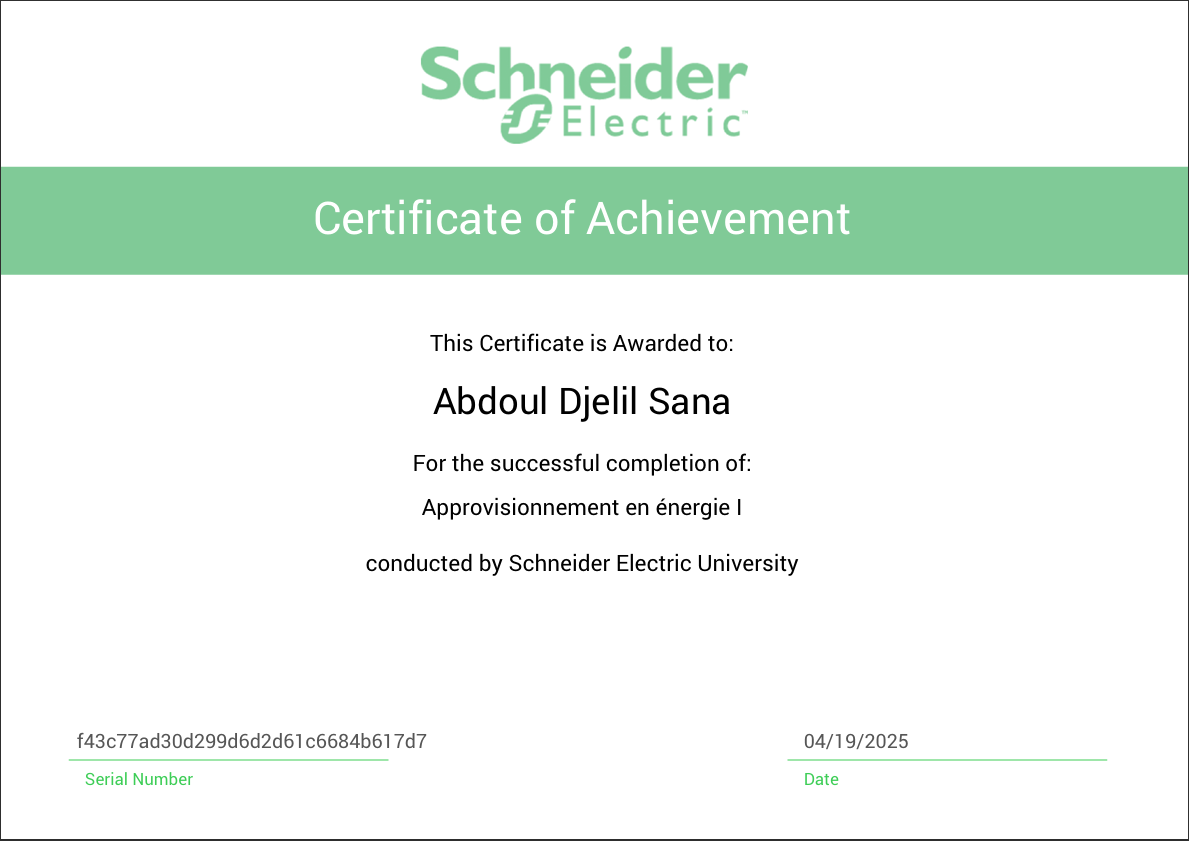 Schneider
Electric™
Certificate of Achievement
This Certificate is Awarded to:
Abdoul Djelil Sana
For the successful completion of:
Approvisionnement en énergie I
conducted by Schneider Electric University
f43c77ad30d299d6d2d61c6684b617d7
04/19/2025
Serial Number
Date